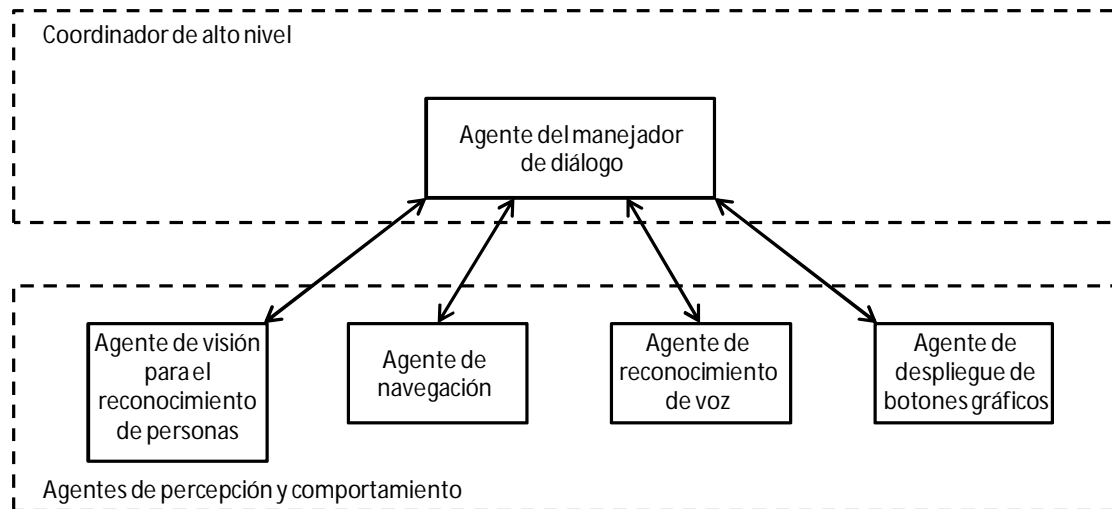 Coordinador de alto nivel
Agente del manejador
de diálogo
Agente de visión
para el
reconocimiento
de personas
Agente de
navegación
Agente de
reconocimiento
de voz
Agente de
despliegue de
botones gráficos
Agentes de percepción y comportamiento